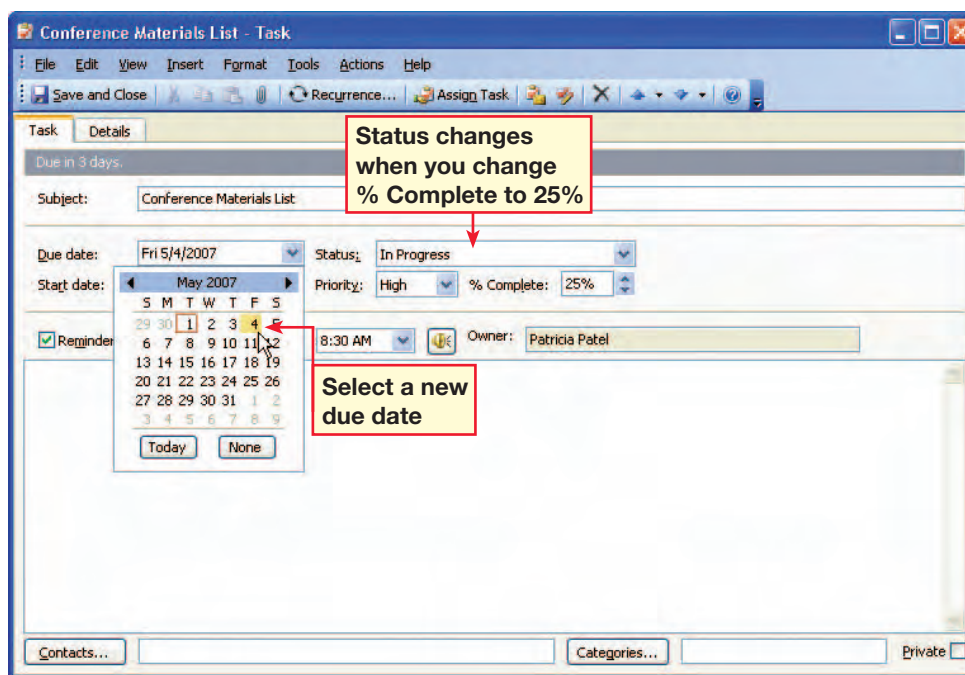 Conference Materials List - Task
File Edit View Insert Format Tools Actions Help
Save and Close Recurrence... Assign Task
Task Details
Due in 3 days.
Status changes
when you change
% Complete to 25%
Subject: Conference Materials List
Due date: Fri 5/4/2007 Status: In Progress
Start date: Priority: High % Complete: 25%
May 2007
S M T W T F S
29 30 1 2 3 4 5
6 7 8 9 10 11 12
13 14 15 16 17 18 19
20 21 22 23 24 25 26
27 28 29 30 31 1 2
3 4 5 6 7 8 9
Today None
Reminder 8:30 AM Owner: Patricia Patel
Select a new
due date
Contacts... Categories... Private